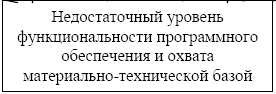 Недостаточный уровень
функциональности программного
обеспечения и охвата
материально-технической базой